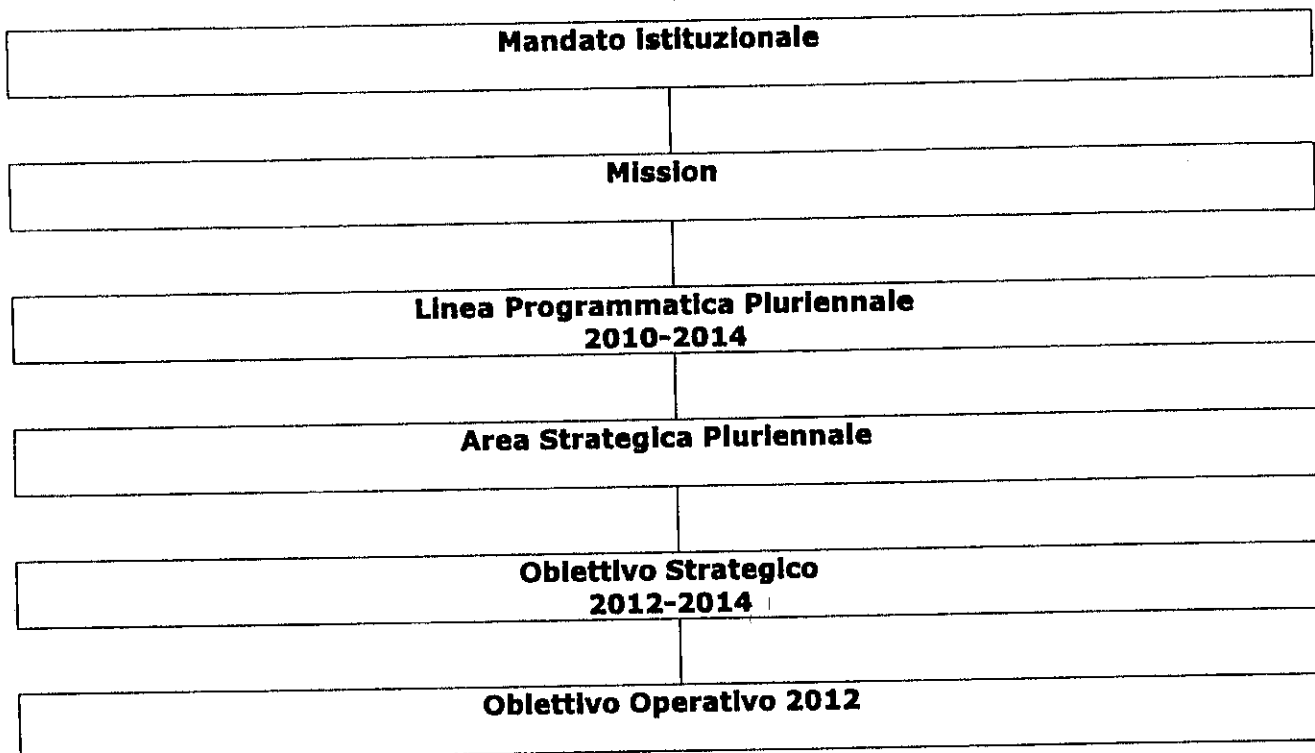 Mandato istituzionale
Mission
Linea Programmatica Pluriennale
2010-2014
Area Strategica Pluriennale
Obiettivo Strategico
2012-2014
Obiettivo Operativo 2012